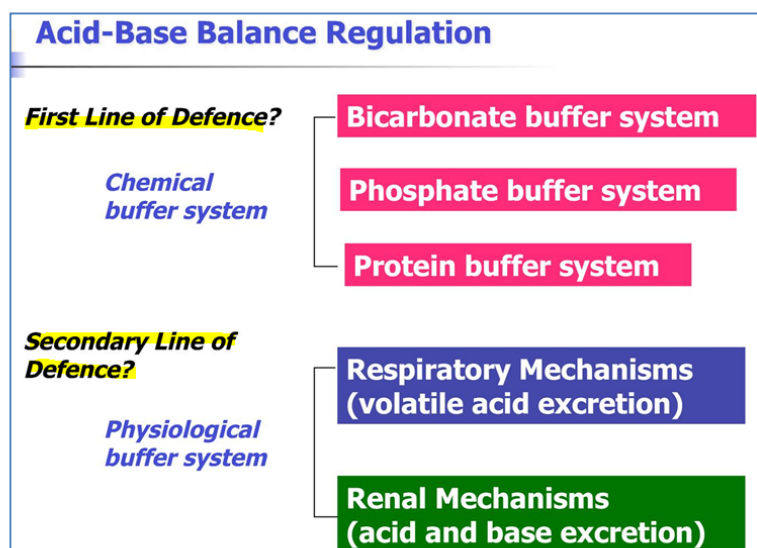 Acid-Base Balance Regulation
First Line of Defence?
Chemical
buffer system
Bicarbonate buffer system
Phosphate buffer system
Protein buffer system
Secondary Line of
Defence?
Physiological
buffer system
Respiratory Mechanisms
(volatile acid excretion)
Renal Mechanisms
(acid and base excretion)